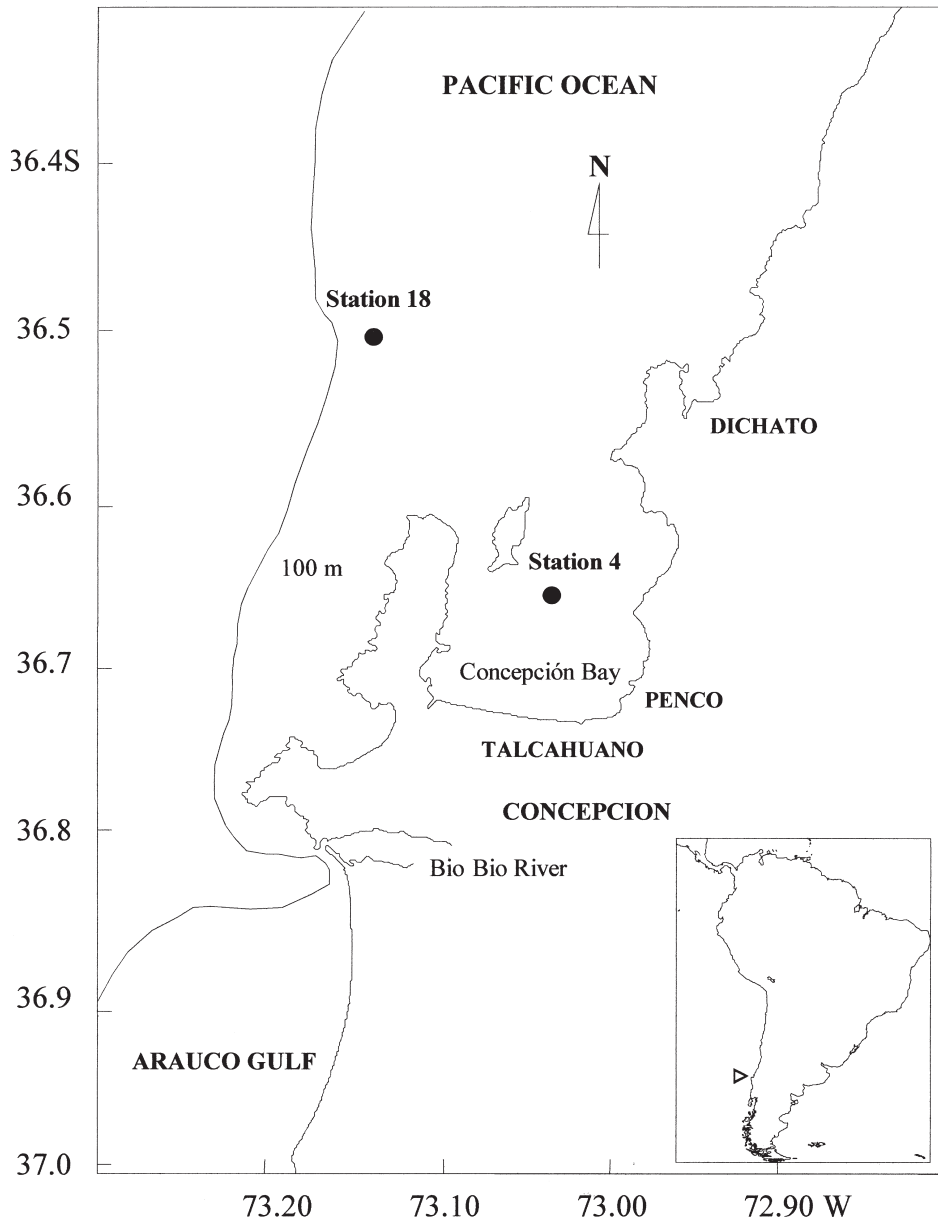 PACIFIC OCEAN
36.4S
N
Station 18
36.5
DICHATO
36.6
Station 4
100 m
36.7
Concepción Bay
PENCO
TALCAHUANO
CONCEPCION
36.8
Bio Bio River
36.9
ARAUCO GULF
37.0
73.20 73.10 73.00 72.90 W